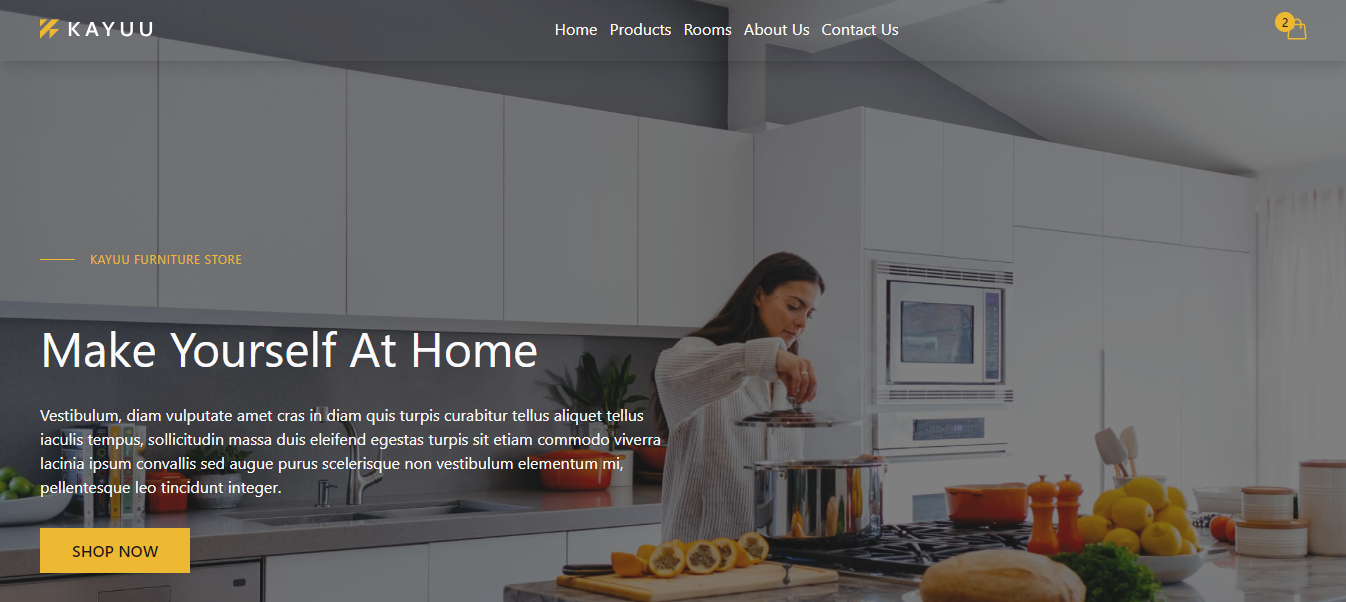 KAYUU
Home Products Rooms About Us Contact Us
2
KAYUU FURNITURE STORE
Make Yourself At Home
Vestibulum, diam vulputate amet cras in diam quis turpis curabitur tellus aliquet tellus
iaculis tempus, sollicitudin massa duis eleifend egestas turpis sit etiam commodo viverra
lacinia ipsum convallis sed augue purus scelerisque non vestibulum elementum mi,
pellentesque leo tincidunt integer.
SHOP NOW